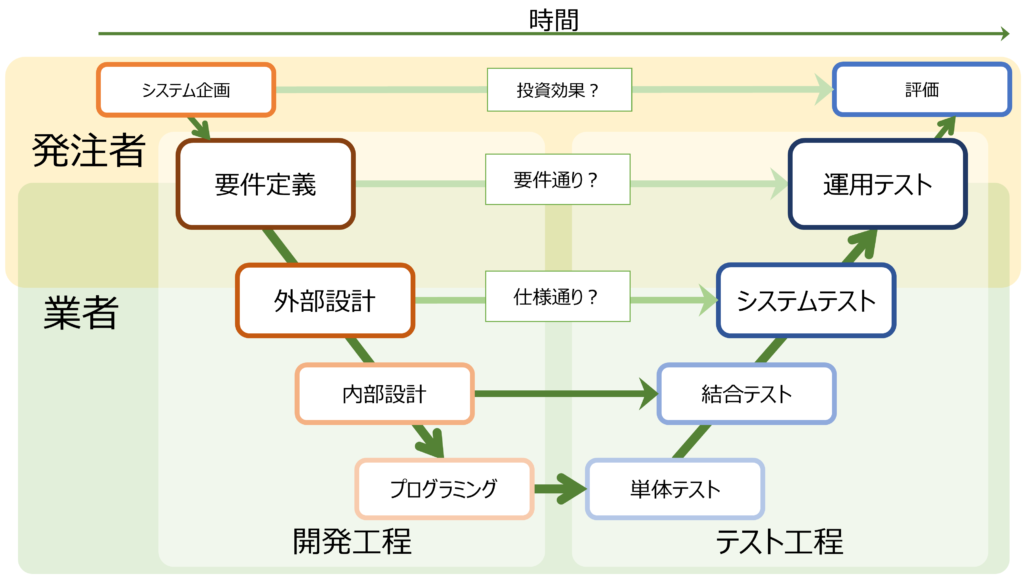 時間
システム企画
投資効果？
評価
発注者
要件定義
要件通り？
運用テスト
業者
外部設計
仕様通り？
システムテスト
内部設計
結合テスト
プログラミング
単体テスト
開発工程
テスト工程